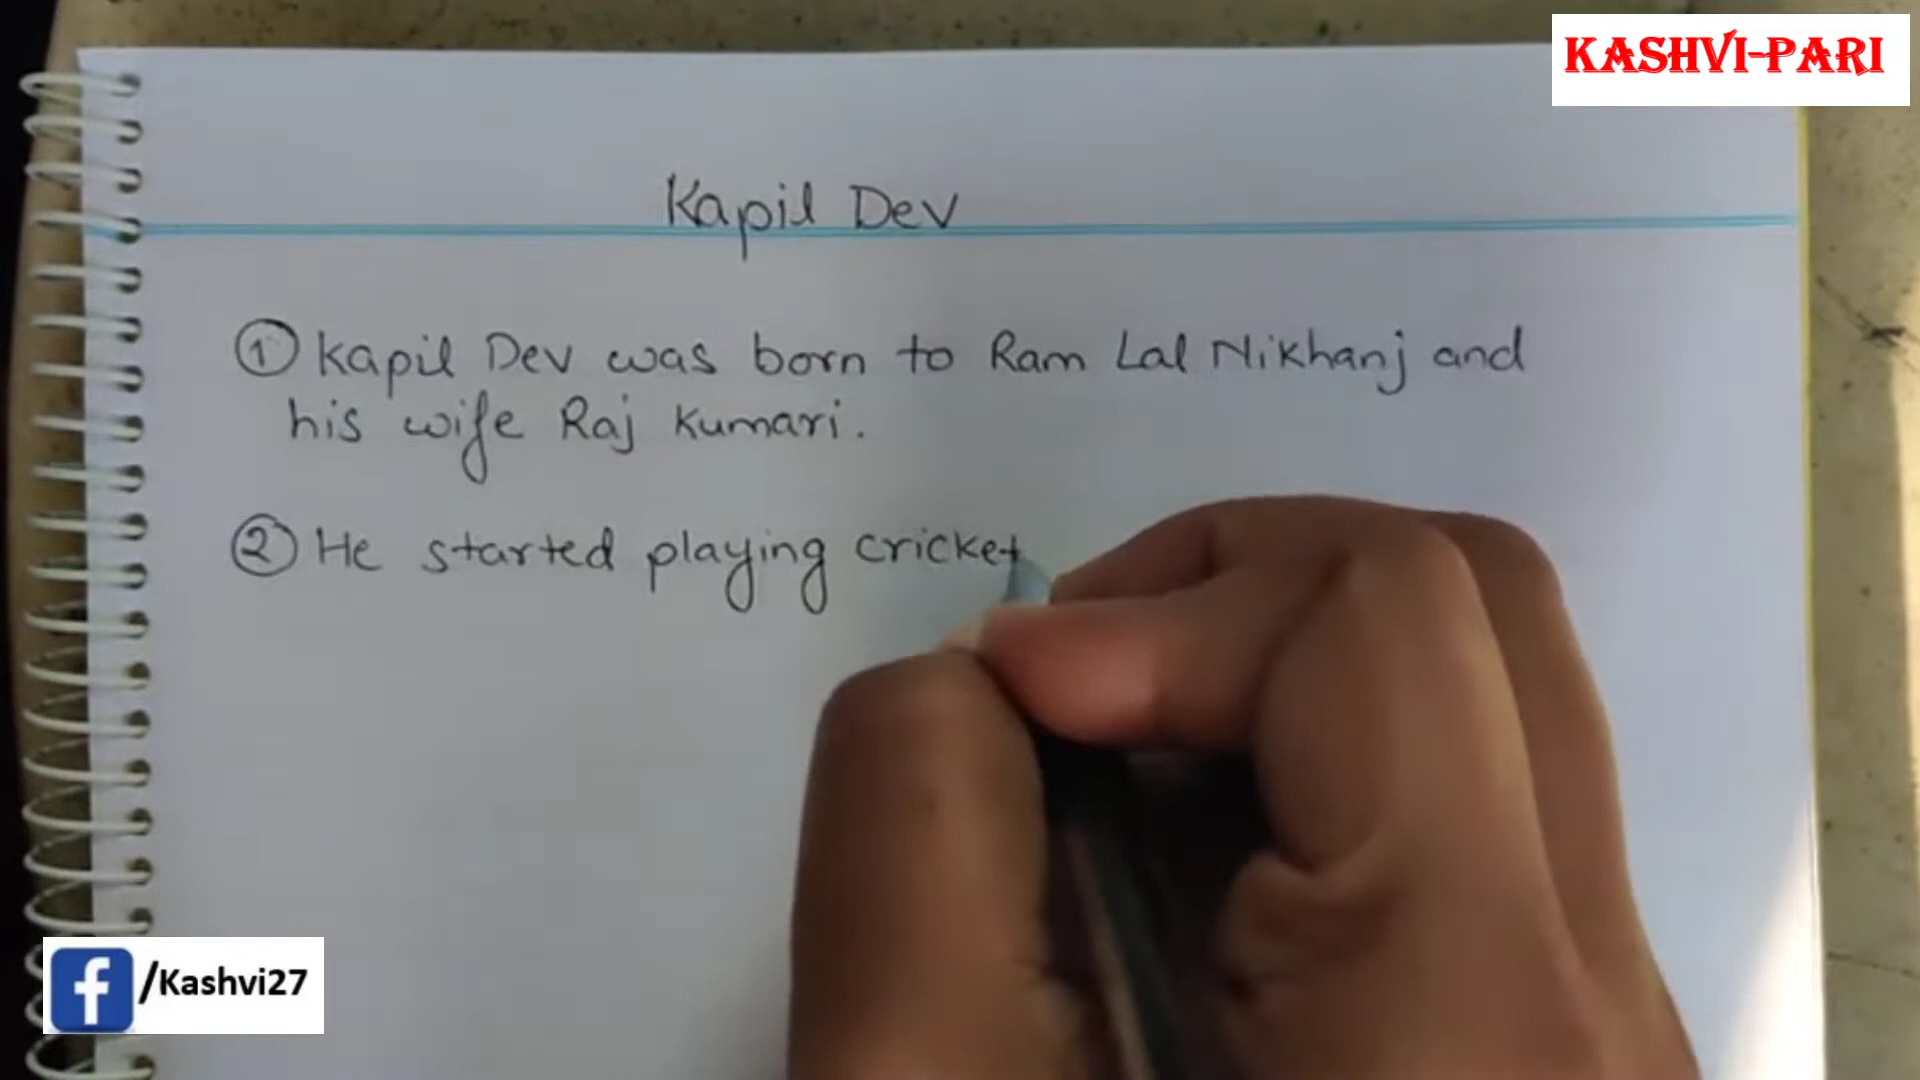 KASHVI-PARI
Kapil Dev
① Kapil Dev was born to Ram Lal Nikhanj and
his wife Raj Kumari.
② He started playing cricket
f /Kashvi27